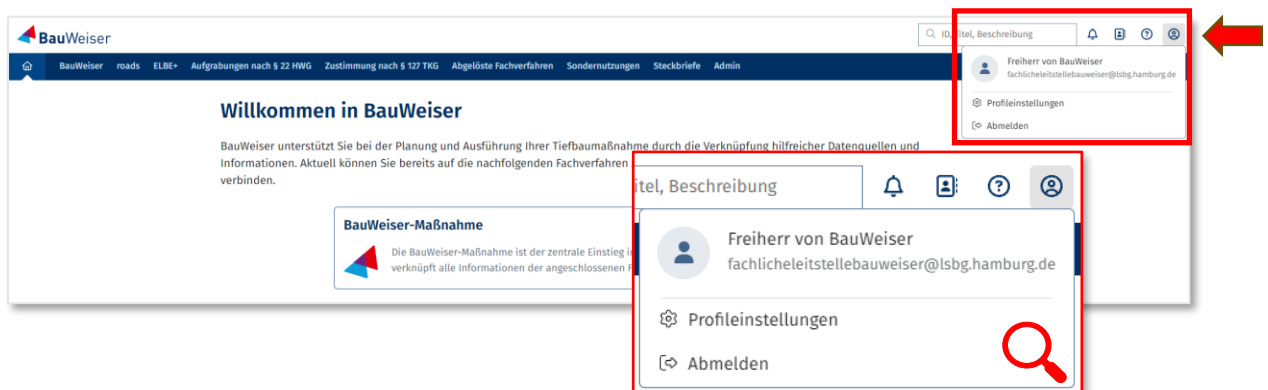 BauWeiser
ID, Titel, Beschreibung
BauWeiser roads ELBE+ Aufgrabungen nach § 22 HWG Zustimmung nach § 127 TKG Abgelöste Fachverfahren Sondernutzungen Steckbriefe Admin
Freiherr von BauWeiser
fachlicheleitstellebauweiser@lsbg.hamburg.de
Profileinstellungen
Abmelden
Willkommen in BauWeiser
BauWeiser unterstützt Sie bei der Planung und Ausführung Ihrer Tiefbaumaßnahme durch die Verknüpfung hilfreicher Datenquellen und
Informationen. Aktuell können Sie bereits auf die nachfolgenden Fachverfahren
verbinden.
BauWeiser-Maßnahme
Die BauWeiser-Maßnahme ist der zentrale Einstieg
verknüpft alle Informationen der angeschlossenen
itel, Beschreibung
Freiherr von BauWeiser
fachlicheleitstellebauweiser@lsbg.hamburg.de
Profileinstellungen
Abmelden